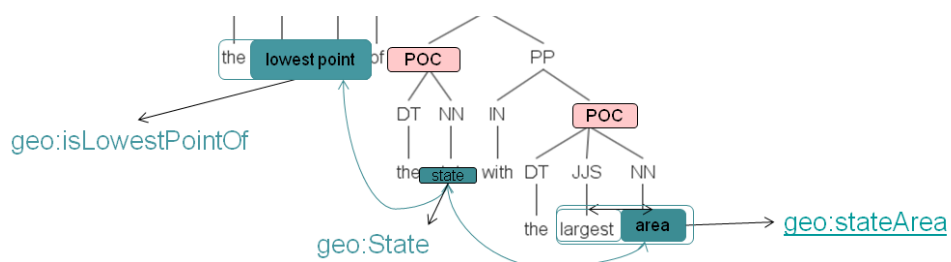 the lowest point of POC PP
DT NN IN POC
geo:isLowestPointOf
the state with DT JJS NN
geo:State the largest area geo:stateArea